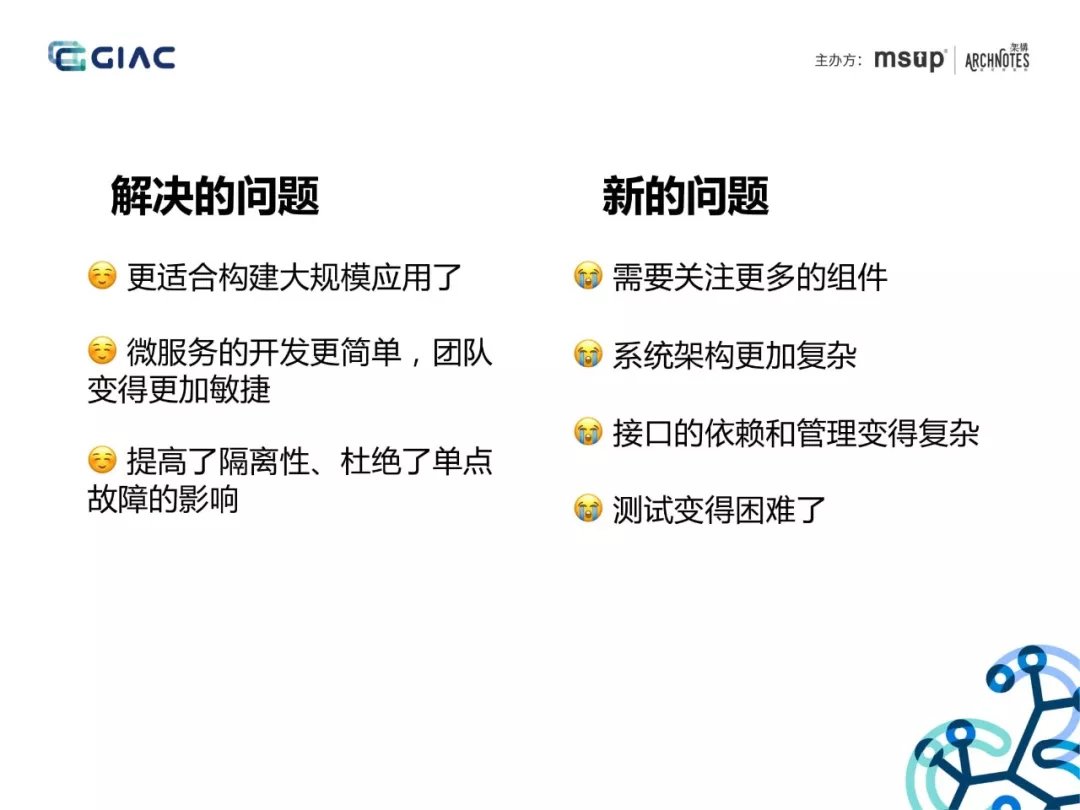 GIAC
主办方：msup | ARCHNOTES 架構
解决的问题
☺️ 更适合构建大规模应用了
☺️ 微服务的开发更简单，团队
变得更加敏捷
☺️ 提高了隔离性、杜绝了单点
故障的影响
新的问题
😭 需要关注更多的组件
😭 系统架构更加复杂
😭 接口的依赖和管理变得复杂
😭 测试变得困难了